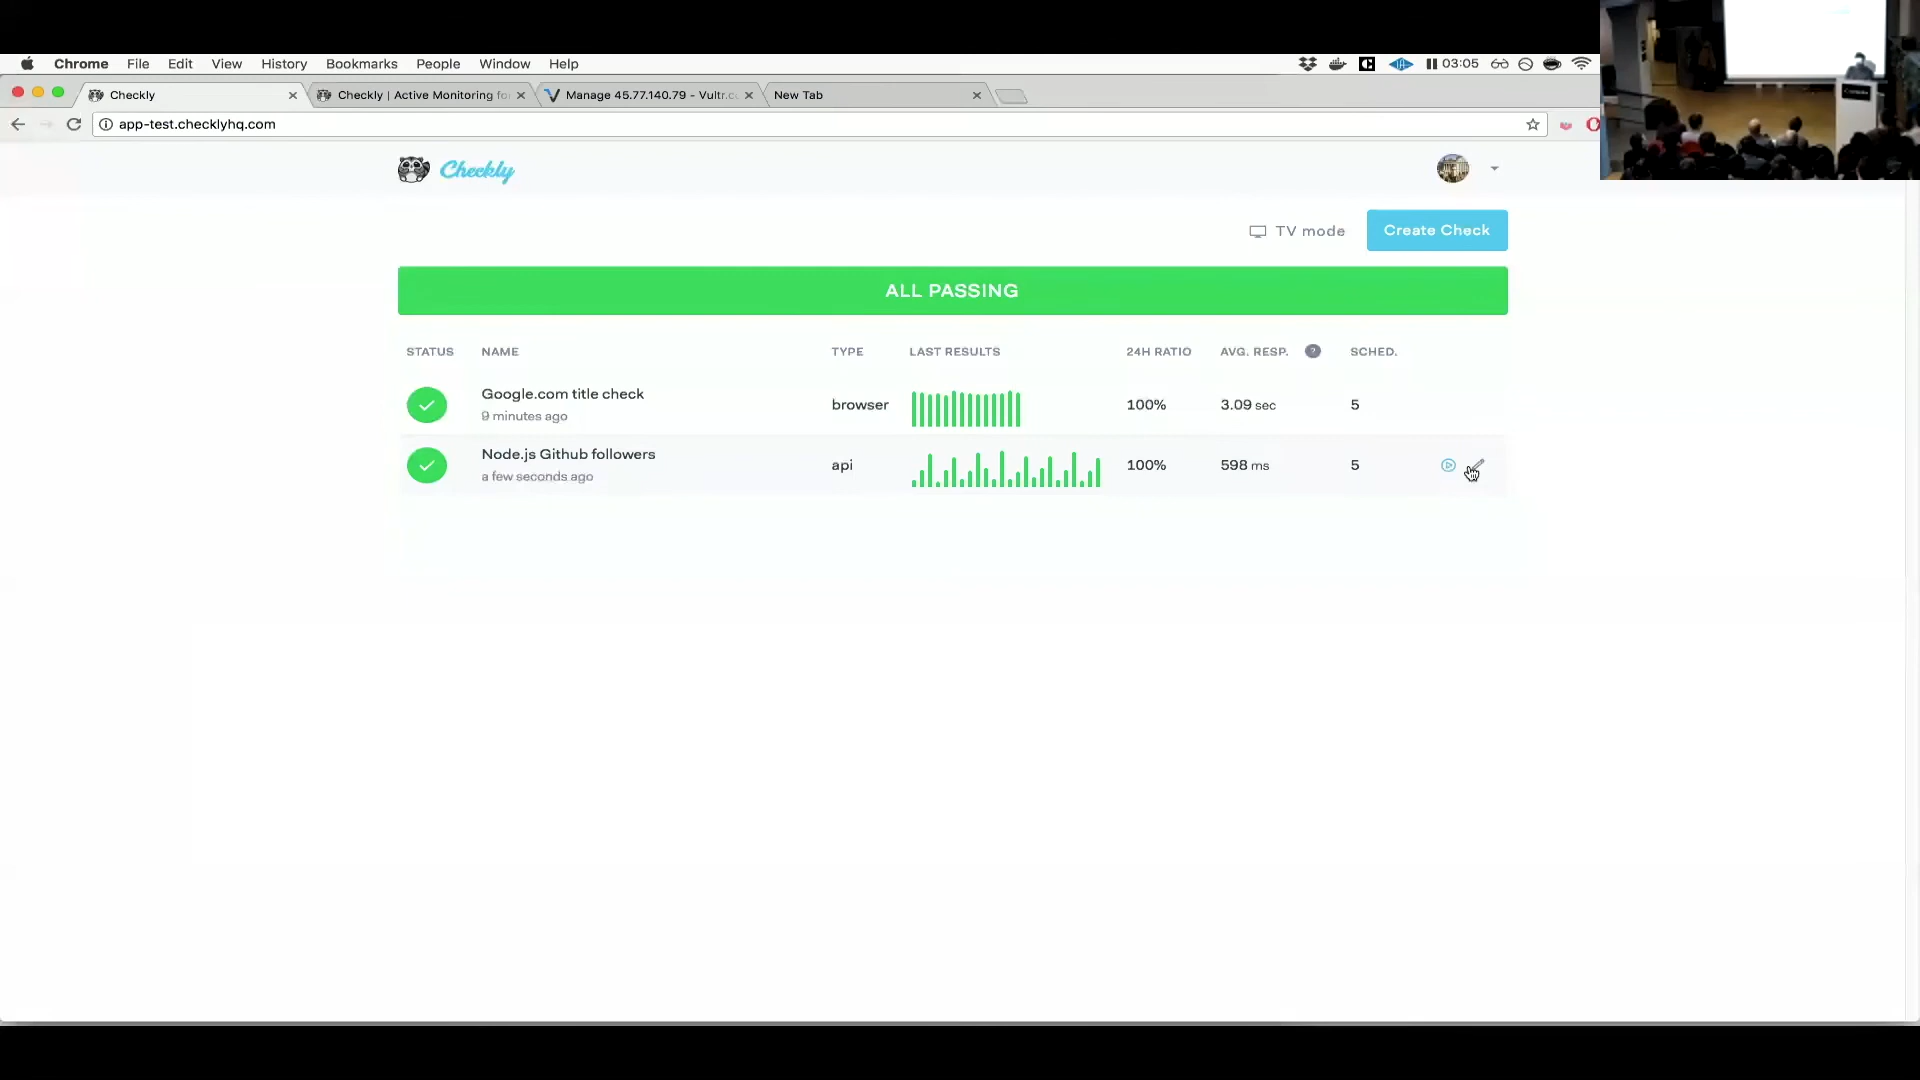 Chrome File Edit View History Bookmarks People Window Help 03:05
Checkly
Checkly | Active Monitoring fo
Manage 45.77.140.79 - Vultr.c
New Tab
app-test.checklyhq.com
Checkly
TV mode
Create Check
ALL PASSING
STATUS NAME TYPE LAST RESULTS 24H RATIO AVG. RESP. ? SCHED.
Google.com title check
9 minutes ago
browser 100% 3.09 sec 5
Node.js Github followers
a few seconds ago
api 100% 598 ms 5